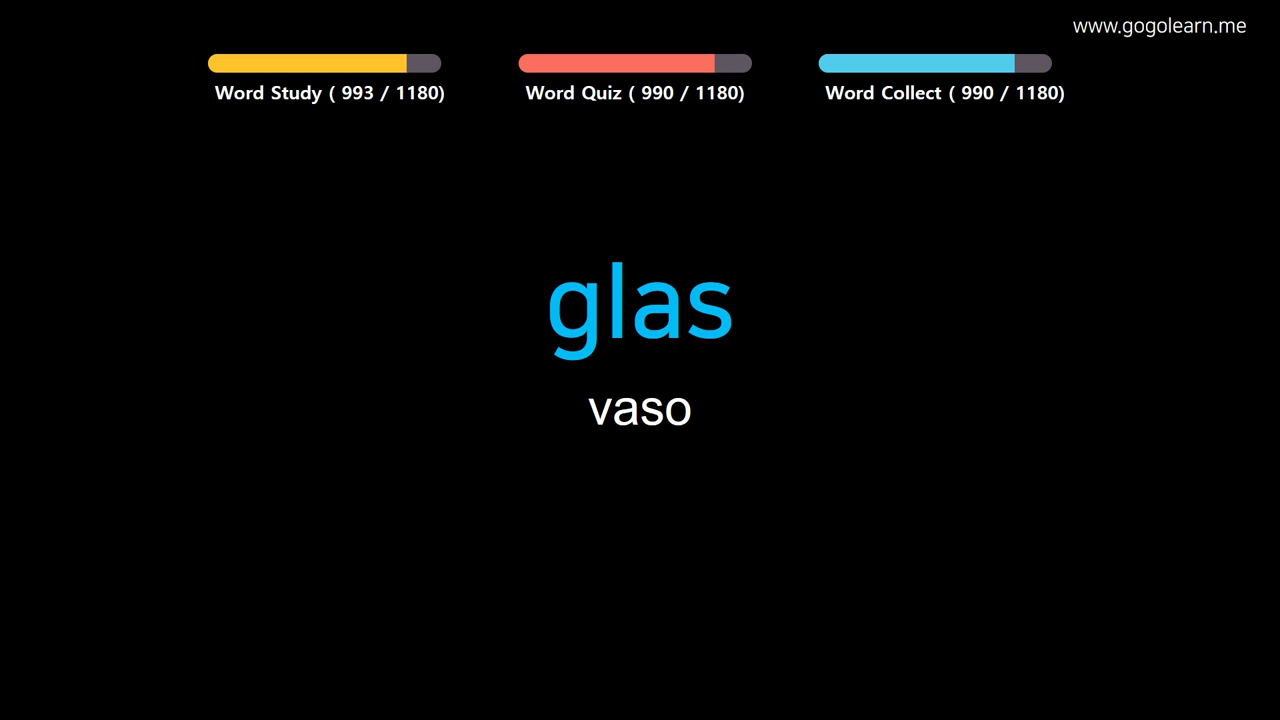 www.gogolearn.me
Word Study ( 993 / 1180)
Word Quiz ( 990 / 1180)
Word Collect ( 990 / 1180)
glas
vaso